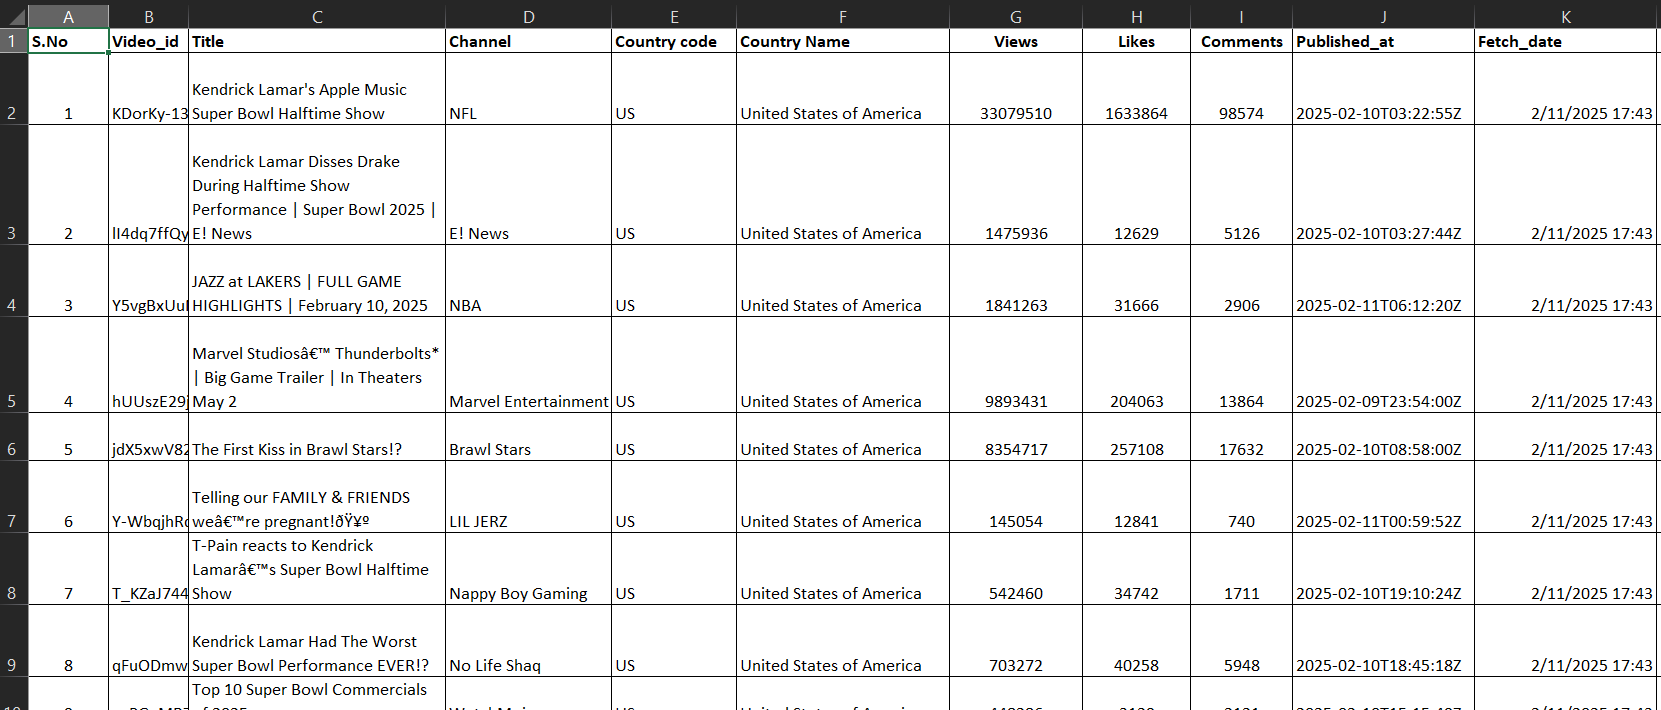 A B C D E F G H I J K
1 S.No Video_id Title Channel Country code Country Name Views Likes Comments Published_at Fetch_date
Kendrick Lamar's Apple Music
2 1 KDorKy-13 Super Bowl Halftime Show NFL US United States of America 33079510 1633864 98574 2025-02-10T03:22:55Z 2/11/2025 17:43
Kendrick Lamar Disses Drake
During Halftime Show
Performance | Super Bowl 2025 |
3 2 lI4dq7ffQy E! News E! News US United States of America 1475936 12629 5126 2025-02-10T03:27:44Z 2/11/2025 17:43
JAZZ at LAKERS | FULL GAME
4 3 Y5vgBxUu HIGHLIGHTS | February 10, 2025 NBA US United States of America 1841263 31666 2906 2025-02-11T06:12:20Z 2/11/2025 17:43
Marvel Studiosâ€™ Thunderbolts*
| Big Game Trailer | In Theaters
5 4 hUUszE29 May 2 Marvel Entertainment US United States of America 9893431 204063 13864 2025-02-09T23:54:00Z 2/11/2025 17:43
6 5 jdX5xwV82 The First Kiss in Brawl Stars!? Brawl Stars US United States of America 8354717 257108 17632 2025-02-10T08:58:00Z 2/11/2025 17:43
Telling our FAMILY & FRIENDS
7 6 Y-WbqjhR weâ€™re pregnant!ðŸ¥º LIL JERZ US United States of America 145054 12841 740 2025-02-11T00:59:52Z 2/11/2025 17:43
T-Pain reacts to Kendrick
Lamarâ€™s Super Bowl Halftime
8 7 T_KZaJ744 Show Nappy Boy Gaming US United States of America 542460 34742 1711 2025-02-10T19:10:24Z 2/11/2025 17:43
Kendrick Lamar Had The Worst
9 8 qFuODmw Super Bowl Performance EVER!? No Life Shaq US United States of America 703272 40258 5948 2025-02-10T18:45:18Z 2/11/2025 17:43
Top 10 Super Bowl Commercials